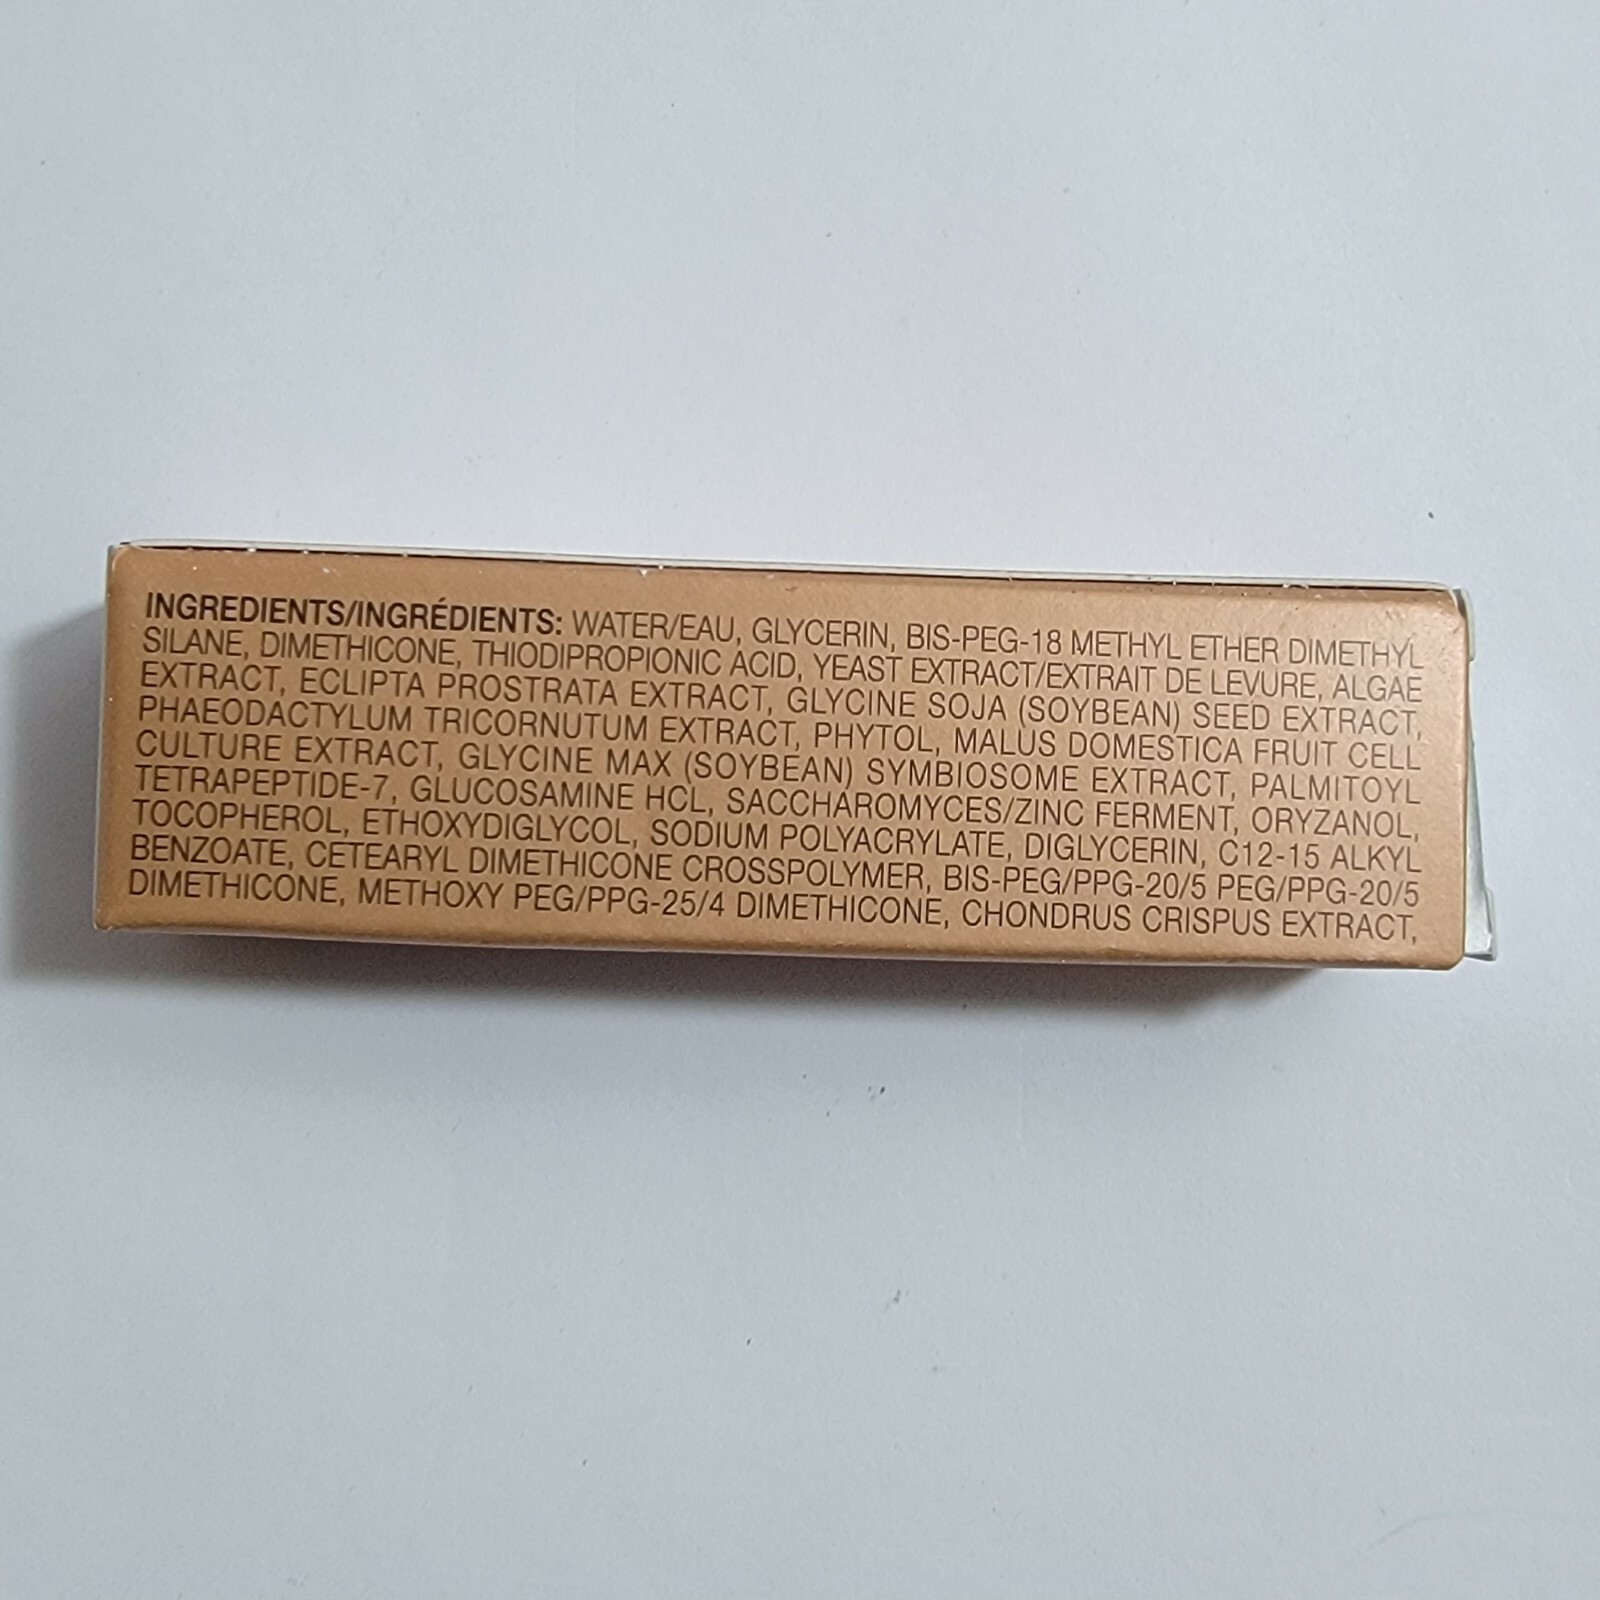 INGREDIENTS/INGRÉDIENTS: WATER/EAU, GLYCERIN, BIS-PEG-18 METHYL ETHER DIMETHYL
SILANE, DIMETHICONE, THIODIPROPIONIC ACID, YEAST EXTRACT/EXTRAIT DE LEVURE, ALGAE
EXTRACT, ECLIPTA PROSTRATA EXTRACT, GLYCINE SOJA (SOYBEAN) SEED EXTRACT,
PHAEODACTYLUM TRICORNUTUM EXTRACT, PHYTOL, MALUS DOMESTICA FRUIT CELL
CULTURE EXTRACT, GLYCINE MAX (SOYBEAN) SYMBIOSOME EXTRACT, PALMITOYL
TETRAPEPTIDE-7, GLUCOSAMINE HCL, SACCHAROMYCES/ZINC FERMENT, ORYZANOL,
TOCOPHEROL, ETHOXYDIGLYCOL, SODIUM POLYACRYLATE, DIGLYCERIN, C12-15 ALKYL
BENZOATE, CETEARYL DIMETHICONE CROSSPOLYMER, BIS-PEG/PPG-20/5 PEG/PPG-20/5
DIMETHICONE, METHOXY PEG/PPG-25/4 DIMETHICONE, CHONDRUS CRISPUS EXTRACT,